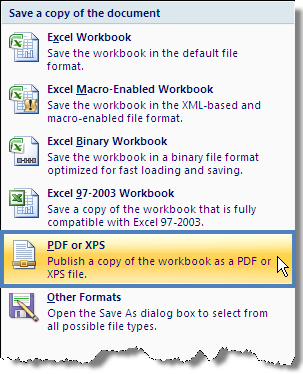 Save a copy of the document
Excel Workbook
Save the workbook in the default file
format.
Excel Macro-Enabled Workbook
Save the workbook in the XML-based and
macro-enabled file format.
Excel Binary Workbook
Save the workbook in a binary file format
optimized for fast loading and saving.
Excel 97-2003 Workbook
Save a copy of the workbook that is fully
compatible with Excel 97-2003.
PDF or XPS
Publish a copy of the workbook as a PDF or
XPS file.
Other Formats
Open the Save As dialog box to select from
all possible file types.